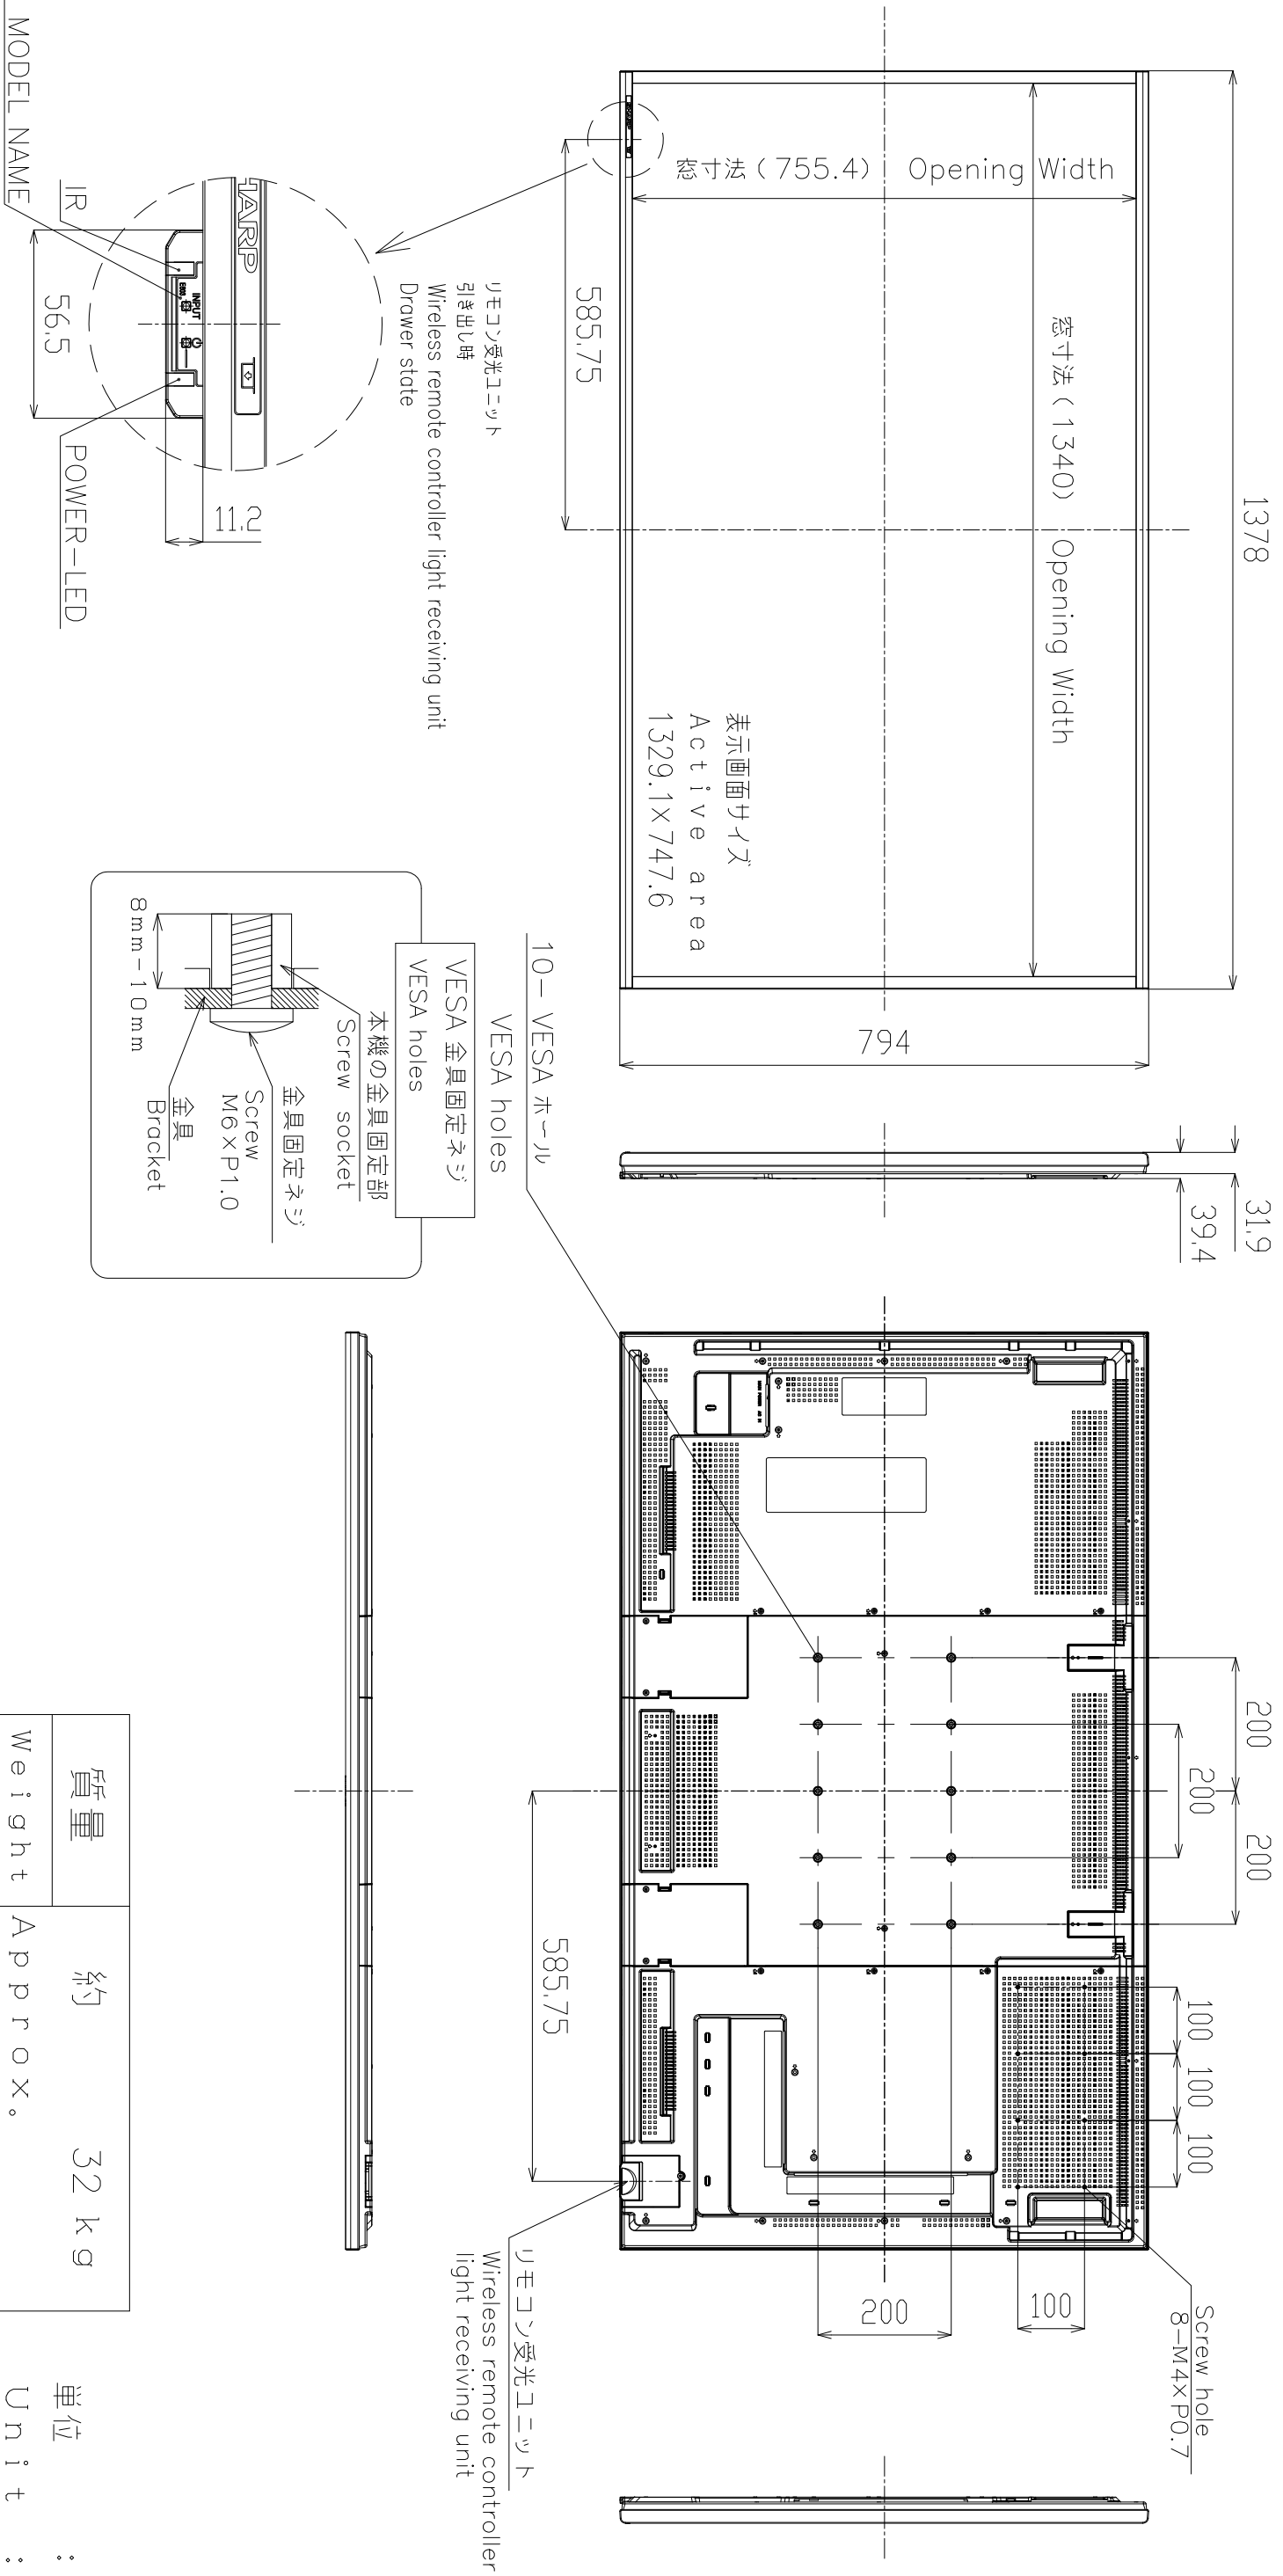 1378
窓寸法(1340) Opening Width
窓寸法(755.4) Opening Width
表示画面サイズ
Active area
1329.1×747.6
585.75
794
リモコン受光ユニット
引き出し時
Wireless remote controller light receiving unit
Drawer state
HARP
INPUT
IR
MODEL NAME
56.5
POWER-LED
11.2
31.9
39.4
10-VESA ホール
VESA holes
VESA 金具固定ネジ
VESA holes
本機の金具固定部
Screw socket
金具固定ネジ
Screw
M6×P1.0
金具
Bracket
8mm-10mm
200
200
200
100
100
100
Screw hole
8-M4×P0.7
100
200
585.75
リモコン受光ユニット
Wireless remote controller
light receiving unit
質量
Weight
約 32kg
Approx.
単位 :
Unit :